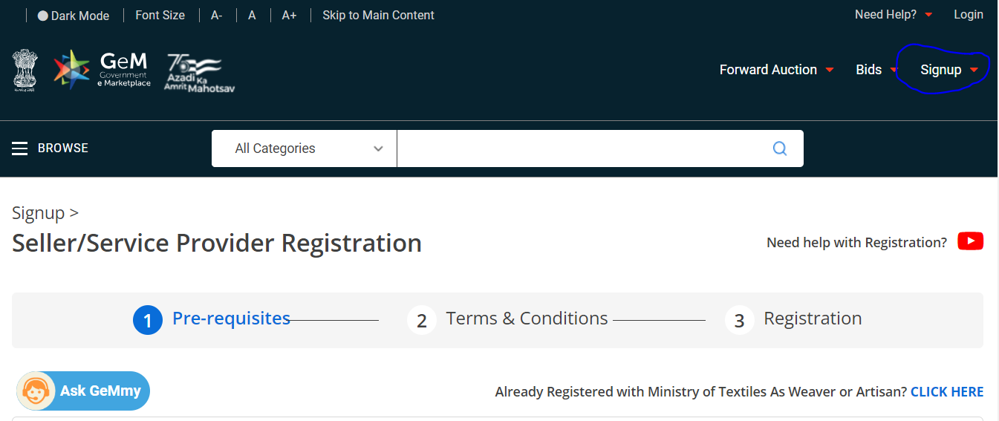 Dark Mode Font Size A- A A+ Skip to Main Content Need Help? Login
GeM
Government
e Marketplace
75
Azadi Ka
Amrit Mahotsav
Forward Auction Bids Signup
BROWSE All Categories
Signup >
Seller/Service Provider Registration
Need help with Registration?
1 Pre-requisites 2 Terms & Conditions 3 Registration
Ask GeMmy
Already Registered with Ministry of Textiles As Weaver or Artisan? CLICK HERE